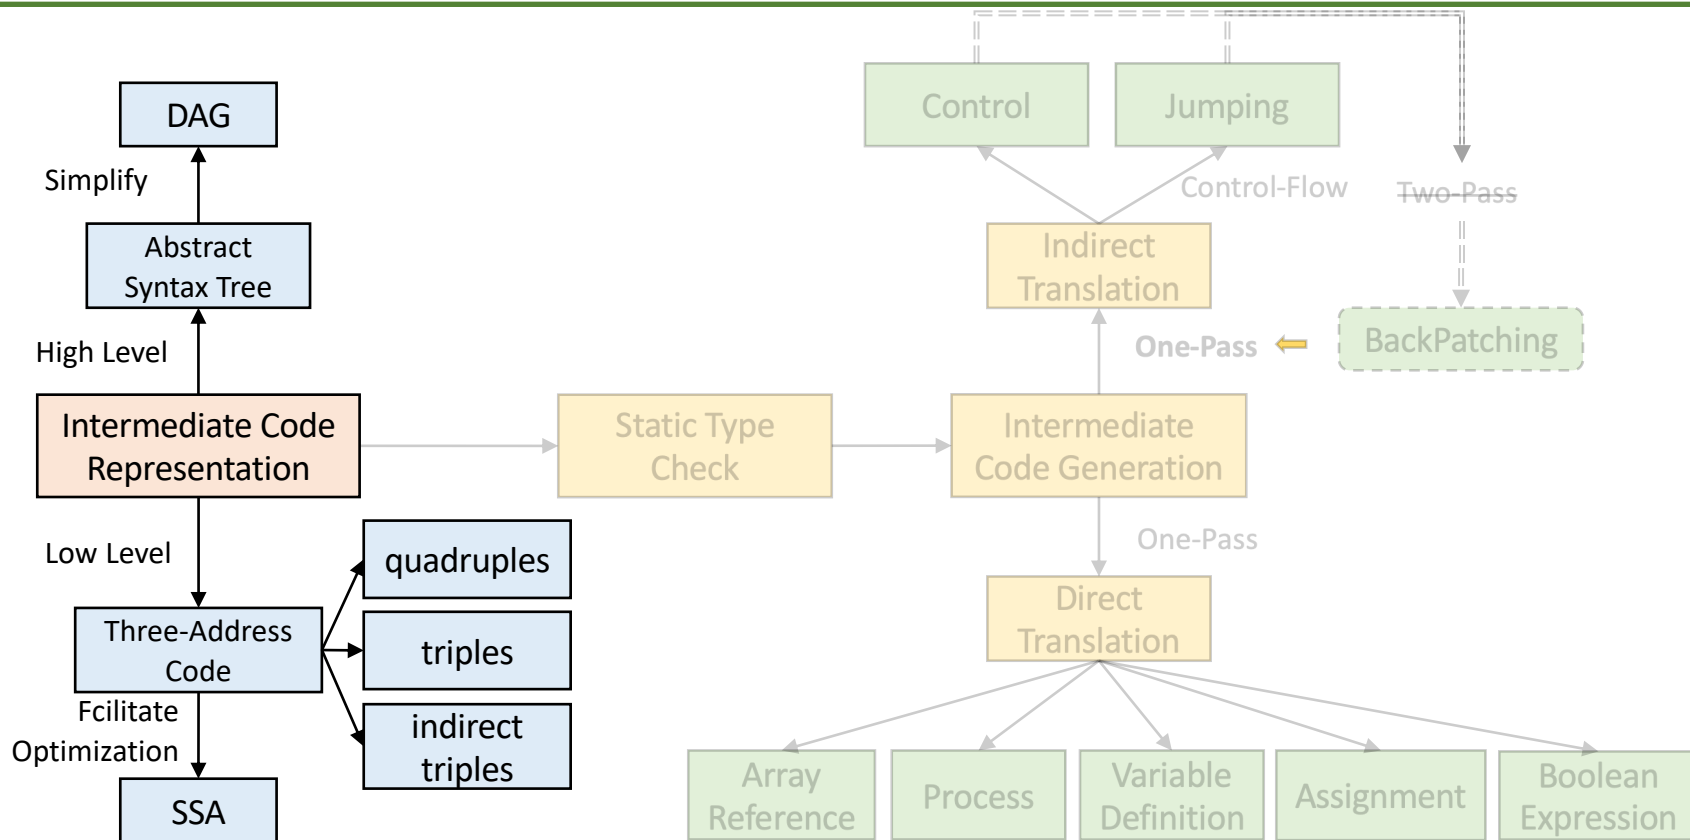 DAG
Simplify
Abstract
Syntax Tree
High Level
Intermediate Code
Representation
Low Level
Three-Address
Code
quadruples
triples
indirect
triples
Fcilitate
Optimization
SSA
Static Type
Check
Intermediate
Code Generation
Control
Jumping
Control-Flow
Two-Pass
Indirect
Translation
One-Pass
BackPatching
One-Pass
Direct
Translation
Array
Reference
Process
Variable
Definition
Assignment
Boolean
Expression